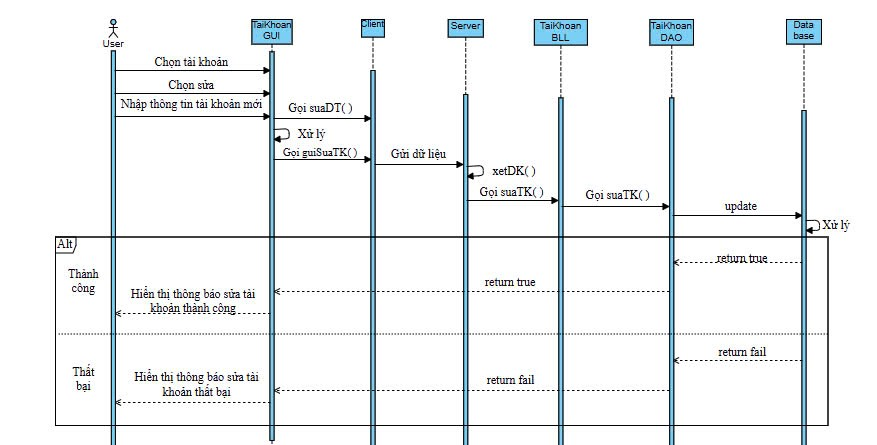 User
TaiKhoan
GUI
Client
Server
TaiKhoan
BLL
TaiKhoan
DAO
Data
base
Chọn tài khoản
Chọn sửa
Nhập thông tin tài khoản mới
Gọi suaDT( )
Xử lý
Gọi guiSuaTK( )
Gửi dữ liệu
xetDK( )
Gọi suaTK( )
Gọi suaTK( )
update
Xử lý
Alt
Thành
công
return true
return true
Hiển thị thông báo sửa tài
khoản thành công
Thất
bại
return fail
return fail
Hiển thị thông báo sửa tài
khoản thất bại